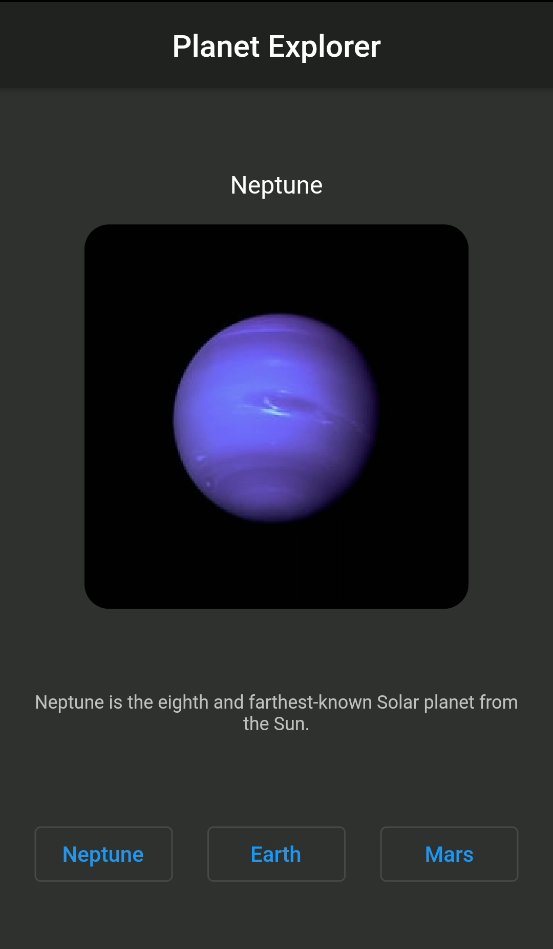 Planet Explorer
Neptune
Neptune is the eighth and farthest-known Solar planet from
the Sun.
Neptune
Earth
Mars